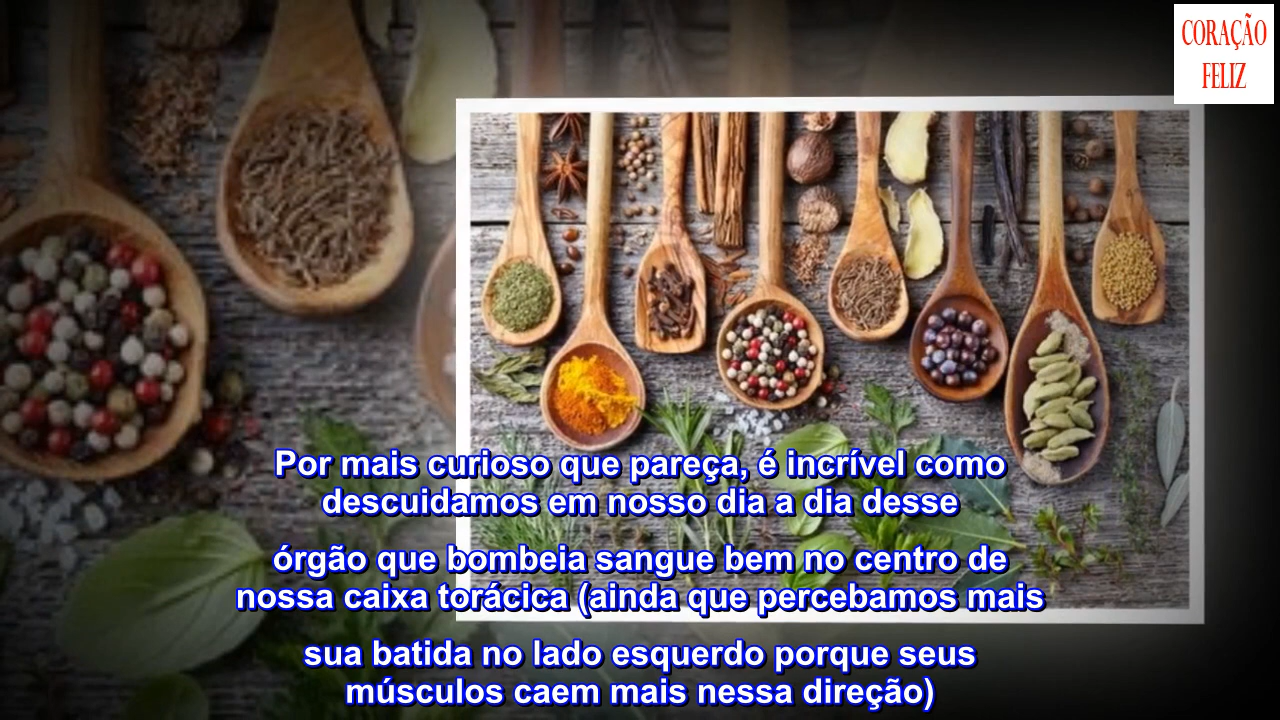 CORAÇÃO
FELIZ
Por mais curioso que pareça, é incrível como
descuidamos em nosso dia a dia desse
órgão que bombeia sangue bem no centro de
nossa caixa torácica (ainda que percebamos mais
sua batida no lado esquerdo porque seus
músculos caem mais nessa direção)